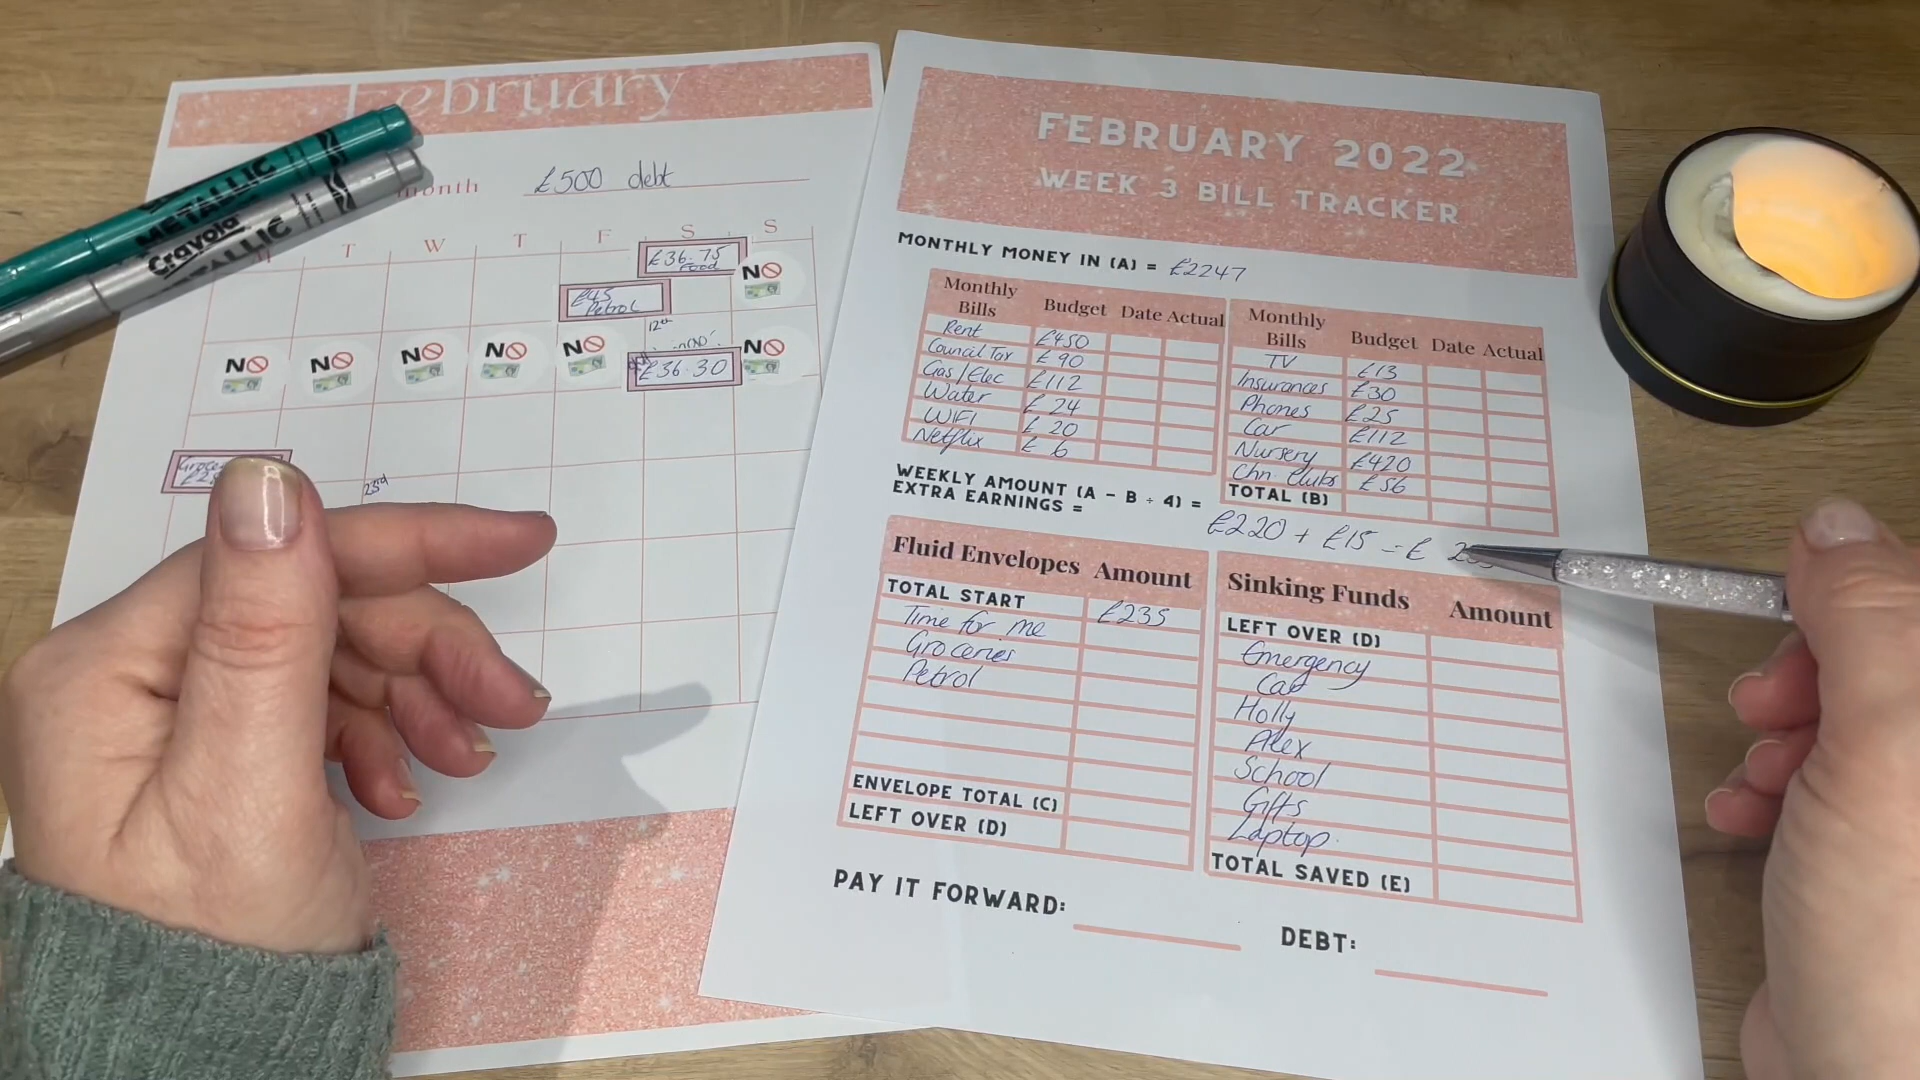 February
month £500 debt
T W T F S S
£36.75
Food
NO
£45
Petrol
12th
NO NO NO NO NO £36.30 NO
23rd
METALLIC
Crayola
METALLIC
FEBRUARY 2022
WEEK 3 BILL TRACKER
MONTHLY MONEY IN (A) = £2247
Monthly Bills Budget Date Actual
Rent £450
Council Tax £90
Gas/Elec £112
Water £24
WIFI £20
Netflix £6
Monthly Bills Budget Date Actual
TV £13
Insurances £30
Phones £25
Car £112
Nursery £420
Chn. Clubs £56
TOTAL (B)
WEEKLY AMOUNT (A - B ÷ 4) =
EXTRA EARNINGS =
£220 + £15 = £
Fluid Envelopes Amount
TOTAL START £235
Time for me
Groceries
Petrol
ENVELOPE TOTAL (C)
LEFT OVER (D)
Sinking Funds Amount
LEFT OVER (D)
Emergency
Car
Holly
Alex
School
Gifts
Laptop
TOTAL SAVED (E)
PAY IT FORWARD:
DEBT: